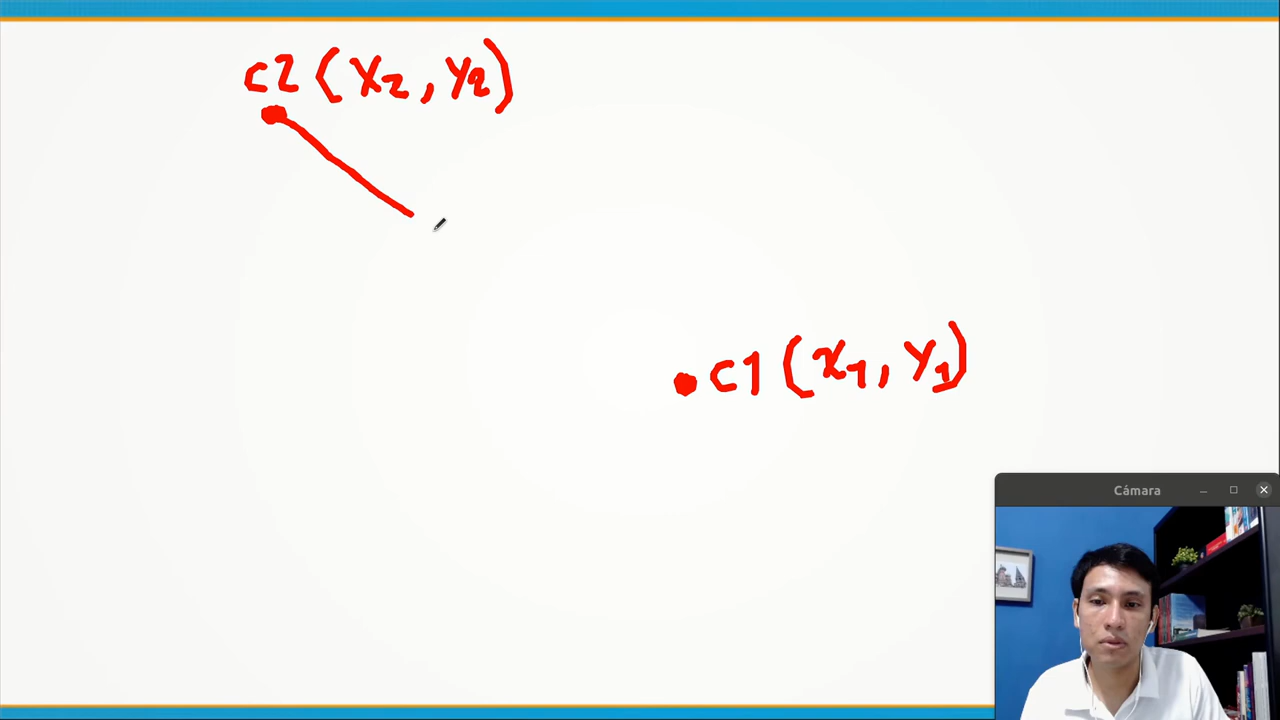 C2 (X2, Y2)
C1 (X1, Y1)
Cámara